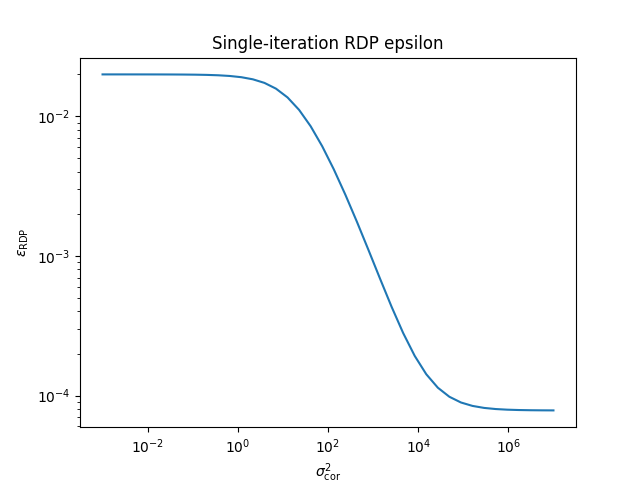 Single-iteration RDP epsilon
10⁻²
10⁻³
10⁻⁴
ε_RDP
10⁻² 10⁰ 10² 10⁴ 10⁶
σ²_cor